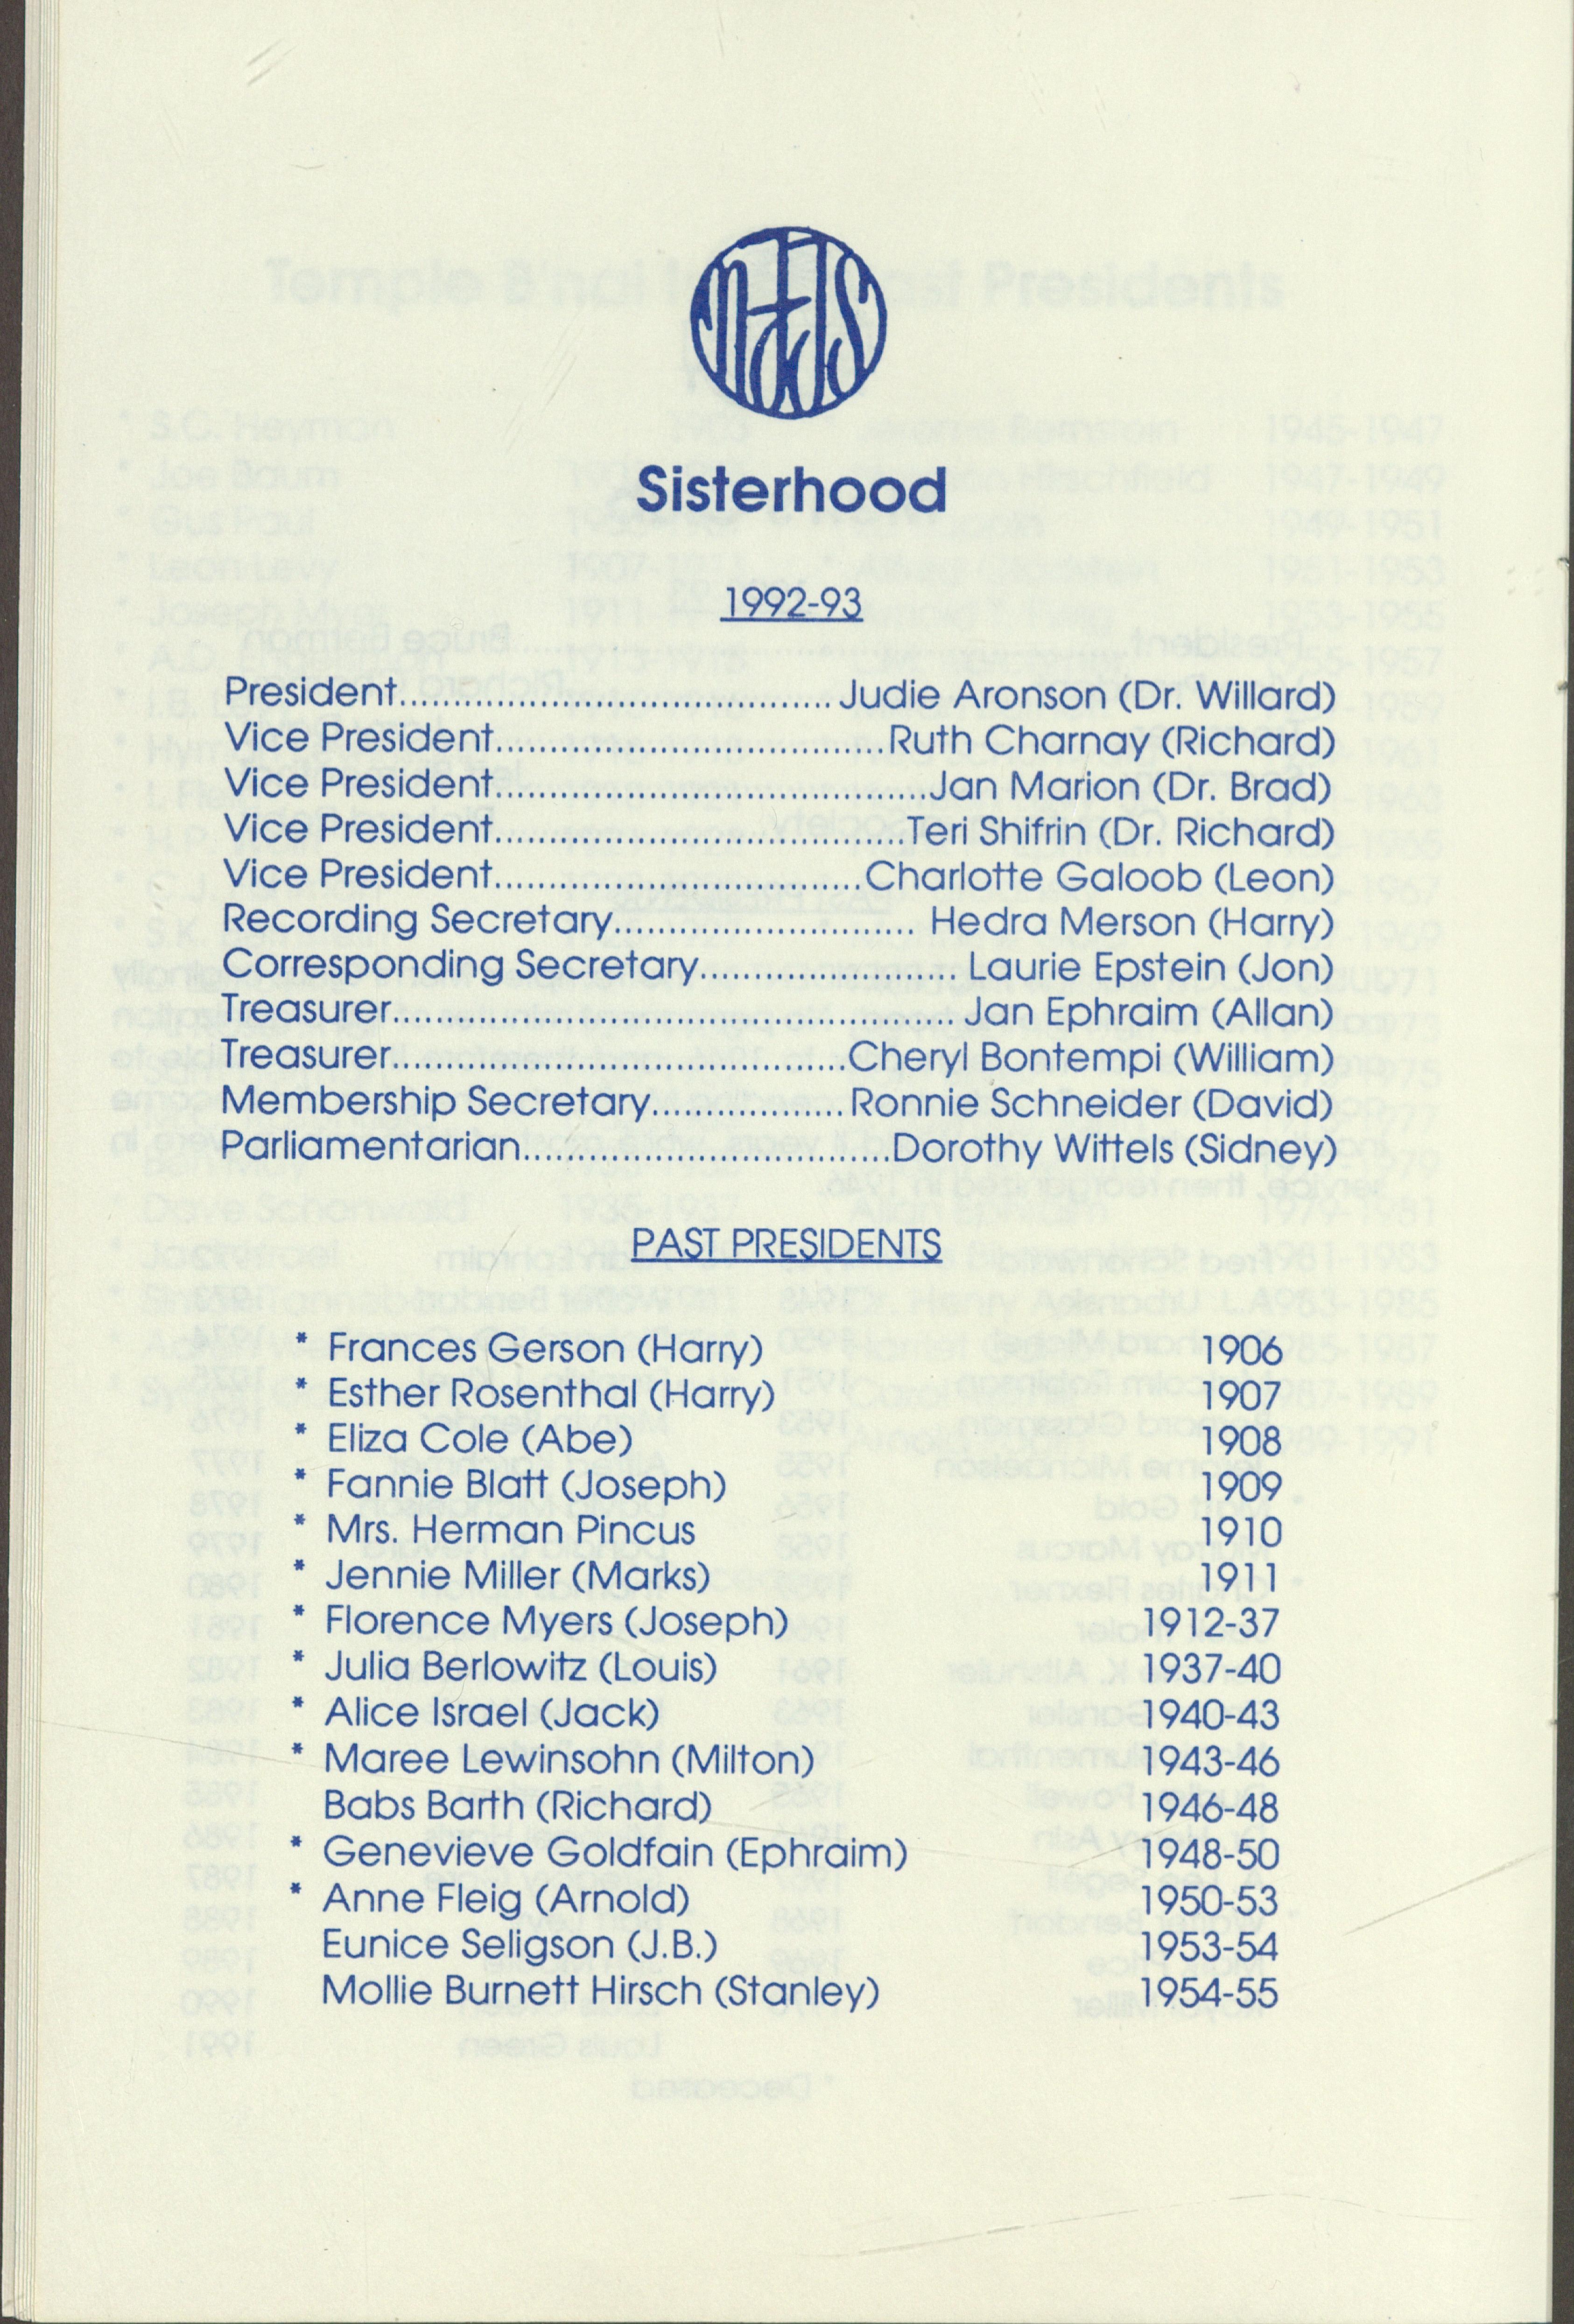 NFTS
Sisterhood
1992-93
President........................................ Judie Aronson (Dr. Willard)
Vice President....................................Ruth Charnay (Richard)
Vice President........................................Jan Marion (Dr. Brad)
Vice President......................................Teri Shifrin (Dr. Richard)
Vice President..................................Charlotte Galoob (Leon)
Recording Secretary............................ Hedra Merson (Harry)
Corresponding Secretary........................ Laurie Epstein (Jon)
Treasurer.................................................... Jan Ephraim (Allan)
Treasurer..........................................Cheryl Bontempi (William)
Membership Secretary.................. Ronnie Schneider (David)
Parliamentarian..................................Dorothy Wittels (Sidney)
PAST PRESIDENTS
* Frances Gerson (Harry) 1906
* Esther Rosenthal (Harry) 1907
* Eliza Cole (Abe) 1908
* Fannie Blatt (Joseph) 1909
* Mrs. Herman Pincus 1910
* Jennie Miller (Marks) 1911
* Florence Myers (Joseph) 1912-37
* Julia Berlowitz (Louis) 1937-40
* Alice Israel (Jack) 1940-43
* Maree Lewinsohn (Milton) 1943-46
Babs Barth (Richard) 1946-48
* Genevieve Goldfain (Ephraim) 1948-50
* Anne Fleig (Arnold) 1950-53
Eunice Seligson (J.B.) 1953-54
Mollie Burnett Hirsch (Stanley) 1954-55